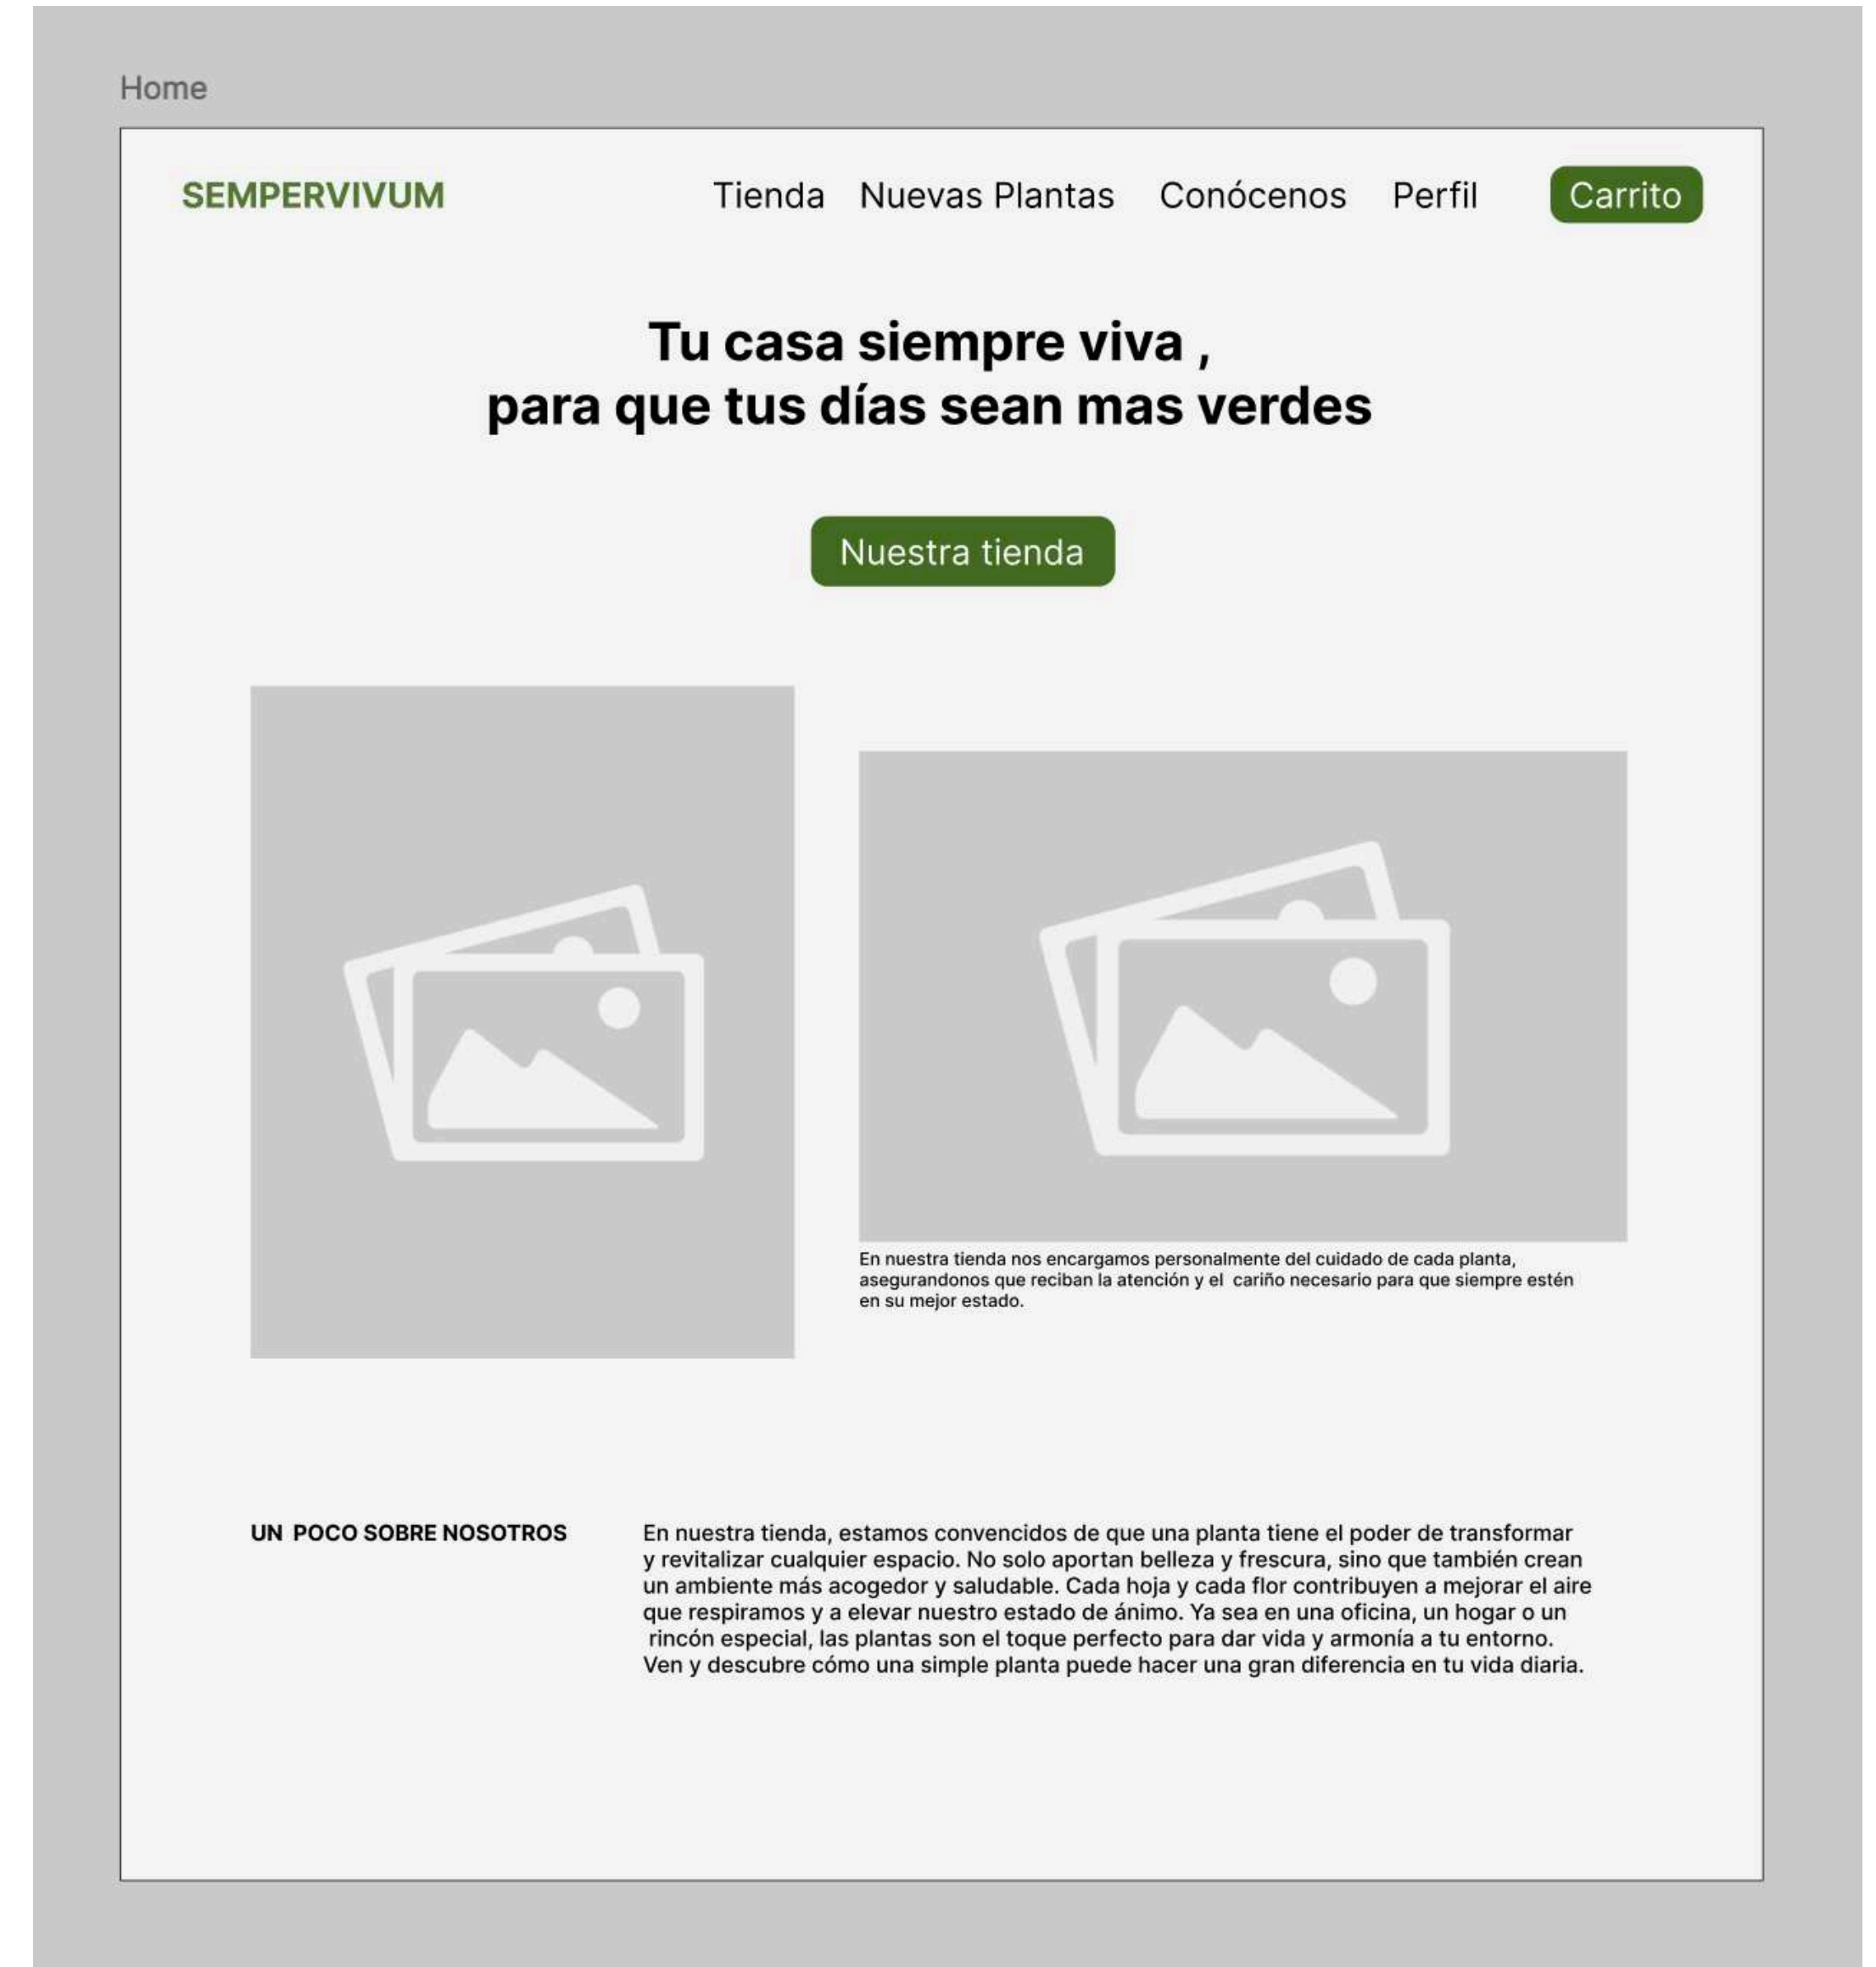 Home
SEMPERVIVUM
Tienda Nuevas Plantas Conócenos Perfil Carrito
Tu casa siempre viva ,
para que tus días sean mas verdes
Nuestra tienda
En nuestra tienda nos encargamos personalmente del cuidado de cada planta,
asegurandonos que reciban la atención y el cariño necesario para que siempre estén
en su mejor estado.
UN POCO SOBRE NOSOTROS
En nuestra tienda, estamos convencidos de que una planta tiene el poder de transformar
y revitalizar cualquier espacio. No solo aportan belleza y frescura, sino que también crean
un ambiente más acogedor y saludable. Cada hoja y cada flor contribuyen a mejorar el aire
que respiramos y a elevar nuestro estado de ánimo. Ya sea en una oficina, un hogar o un
rincón especial, las plantas son el toque perfecto para dar vida y armonía a tu entorno.
Ven y descubre cómo una simple planta puede hacer una gran diferencia en tu vida diaria.